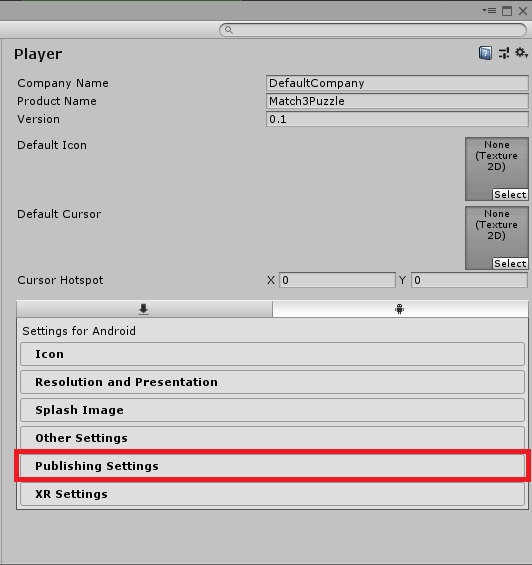 Player
Company Name DefaultCompany
Product Name Match3Puzzle
Version 0.1
Default Icon
None
(Texture
2D)
Select
Default Cursor
None
(Texture
2D)
Select
Cursor Hotspot X 0 Y 0
Settings for Android
Icon
Resolution and Presentation
Splash Image
Other Settings
Publishing Settings
XR Settings